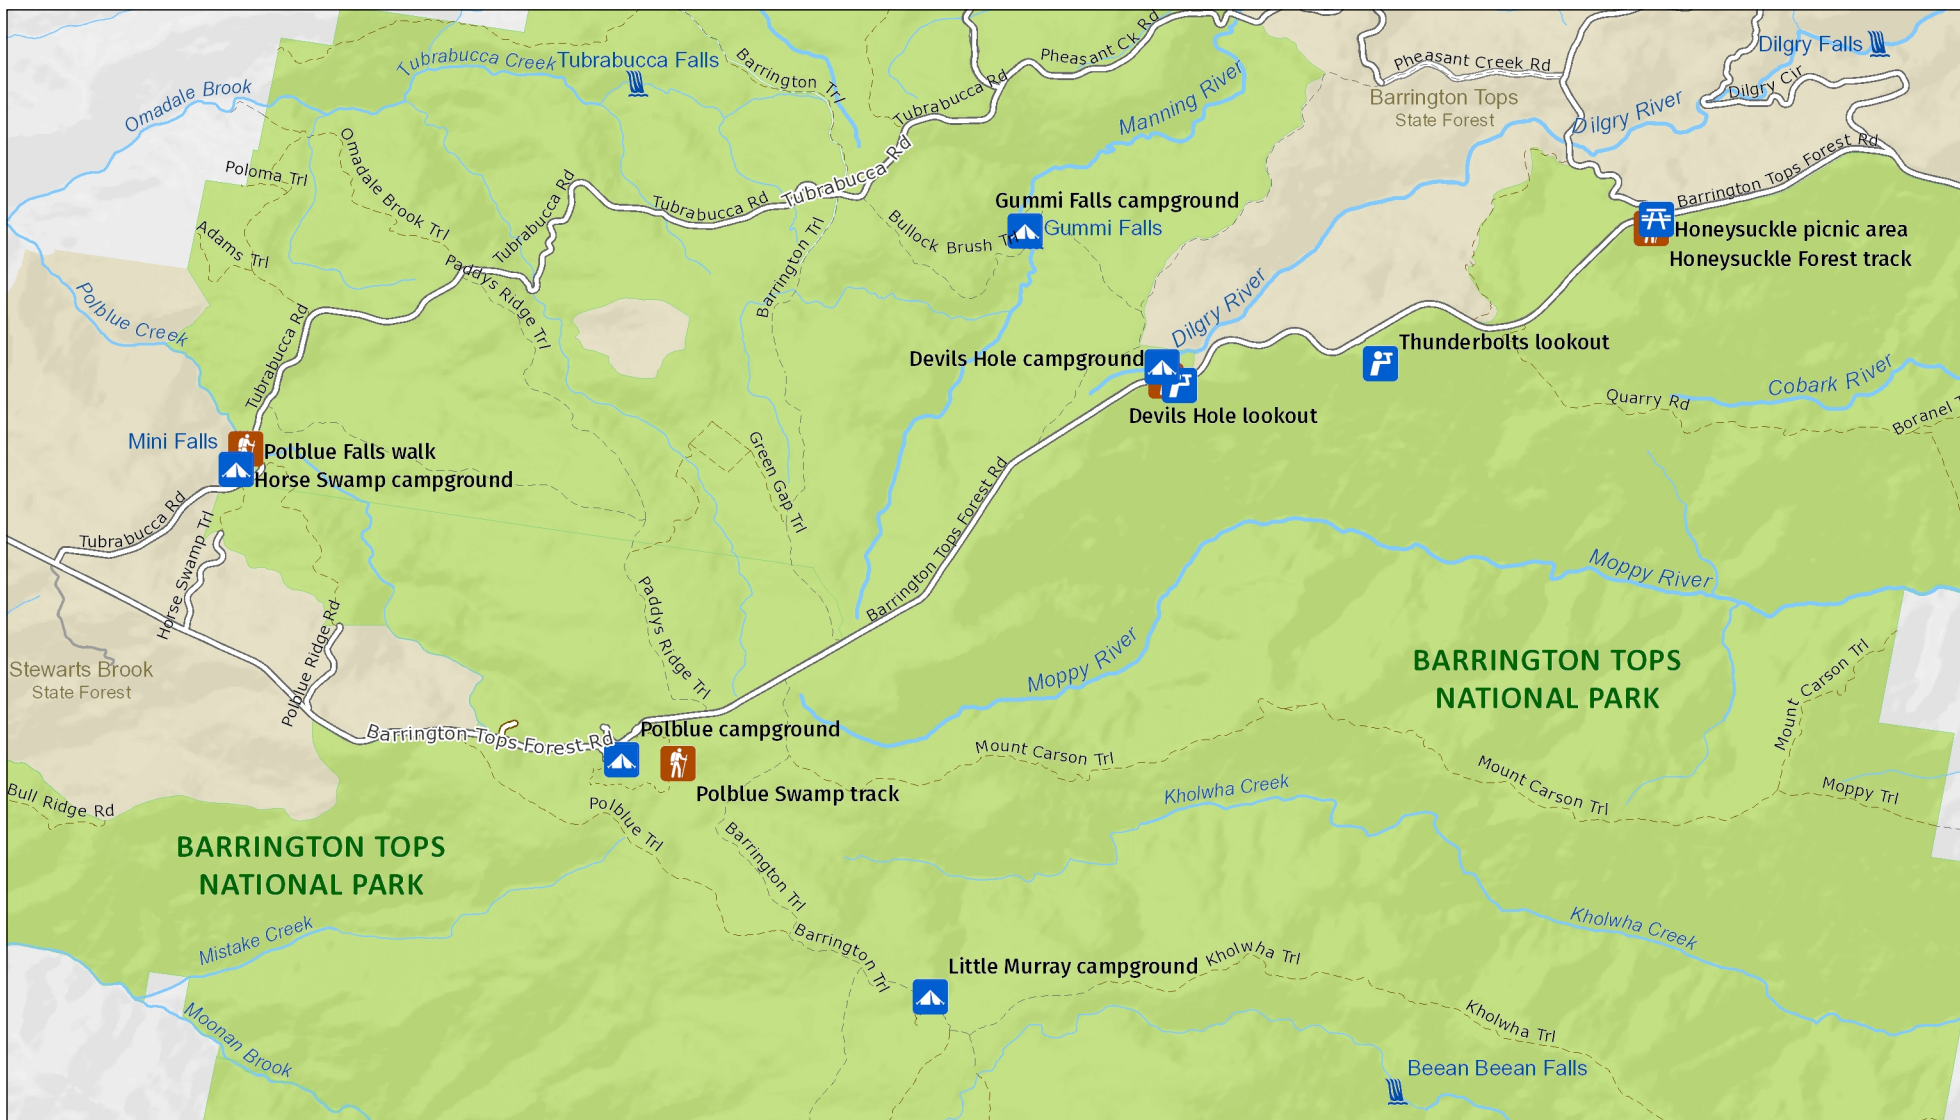 Tubrabucca Creek
Tubrabucca Falls
Barrington Trl
Pheasant Ck Rd
Pheasant Creek Rd
Dilgry Falls
Omadale Brook
Tubrabucca Rd
Manning River
Barrington Tops
State Forest
Dilgry Cir
Dilgry River
Omadale Brook Trl
Poloma Trl
Tubrabucca Rd
Tubrabucca Rd
Tubrabucca Rd
Barrington Tops Forest Rd
Gummi Falls campground
Gummi Falls
Bullock Brush Trl
Honeysuckle picnic area
Honeysuckle Forest track
Adams Trl
Paddys Ridge Trl
Barrington Trl
Polblue Creek
Dilgry River
Tubrabucca Rd
Thunderbolts lookout
Devils Hole campground
Devils Hole lookout
Cobark River
Quarry Rd
Boranel T
Mini Falls
Polblue Falls walk
Horse Swamp campground
Green Gap Trl
Tubrabucca Rd
Horse Swamp Trl
Barrington Tops Forest Rd
Moppy River
Paddys Ridge Trl
Polblue Ridge Rd
Moppy River
Stewarts Brook
State Forest
BARRINGTON TOPS
NATIONAL PARK
Mount Carson Trl
Barrington Tops Forest Rd
Polblue campground
Polblue Swamp track
Mount Carson Trl
Mount Carson Trl
Moppy Trl
Kholwha Creek
Bull Ridge Rd
Polblue Trl
Barrington Trl
BARRINGTON TOPS
NATIONAL PARK
Mistake Creek
Kholwha Creek
Barrington Trl
Little Murray campground
Kholwha Trl
Kholwha Trl
Moonan Brook
Beean Beean Falls